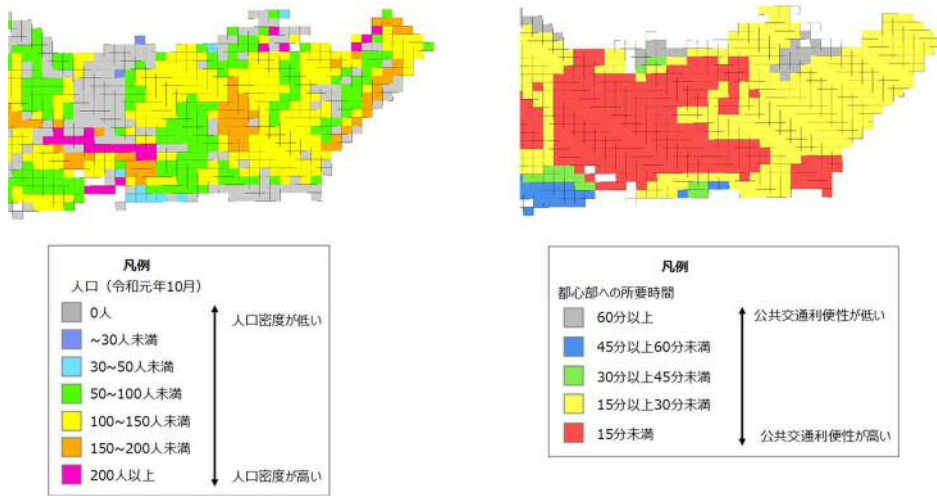 凡例
人口（令和元年10月）
0人
~30人未満
30~50人未満
50~100人未満
100~150人未満
150~200人未満
200人以上
人口密度が低い
人口密度が高い
凡例
都心部への所要時間
60分以上
45分以上60分未満
30分以上45分未満
15分以上30分未満
15分未満
公共交通利便性が低い
公共交通利便性が高い